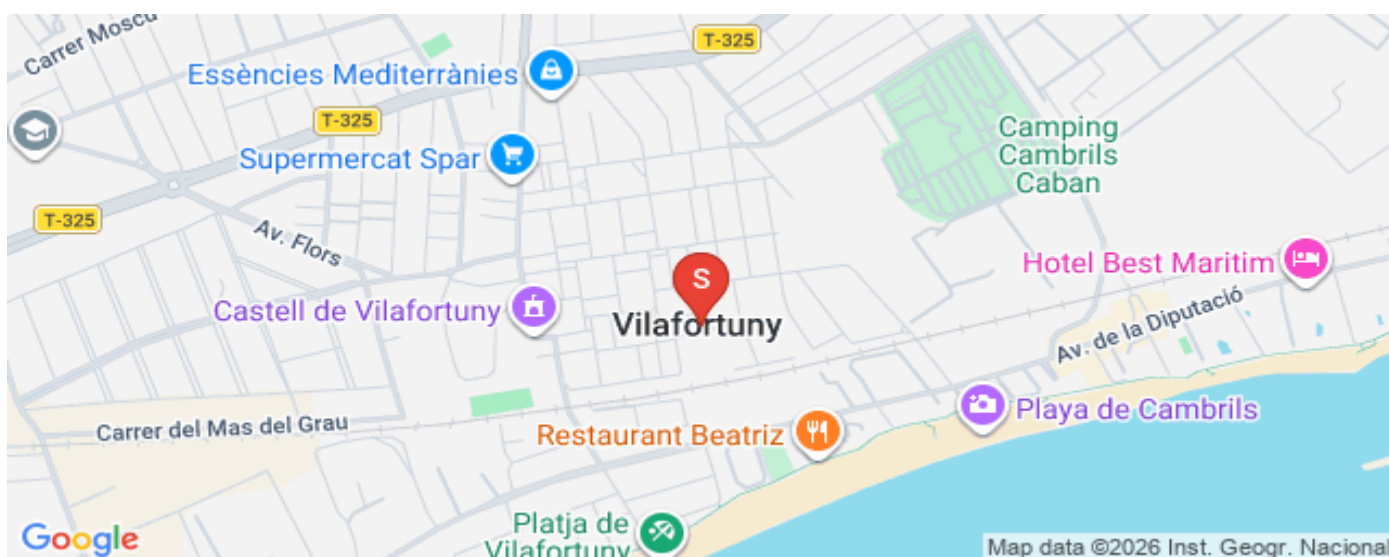 Carrer Moscu
T-325
Essències Mediterrànies
T-325
Supermercat Spar
Camping
Cambrils
Caban
T-325
Av. Flors
Hotel Best Maritim
S
Castell de Vilafortuny
Vilafortuny
Av. de la Diputació
Playa de Cambrils
Carrer del Mas del Grau
Restaurant Beatriz
Platja de
Vilafortuny
Google
Map data ©2026 Inst. Geogr. Nacional